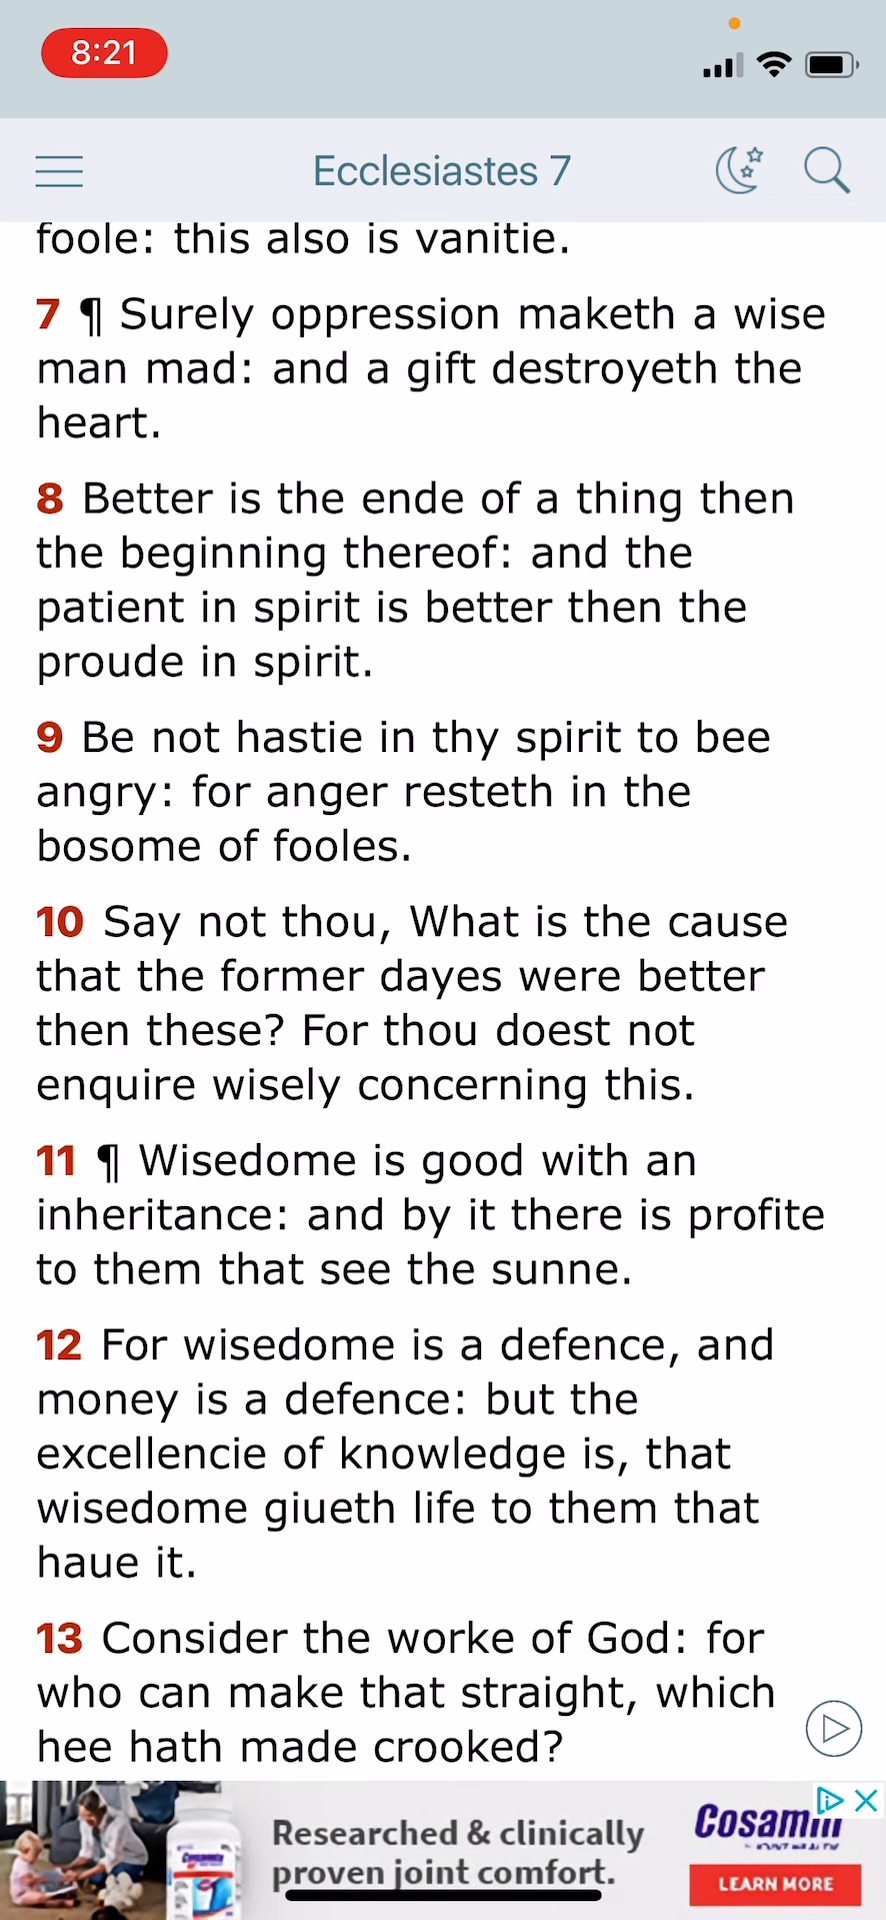 8:21
Ecclesiastes 7
foole: this also is vanitie.
7 ¶ Surely oppression maketh a wise
man mad: and a gift destroyeth the
heart.
8 Better is the ende of a thing then
the beginning thereof: and the
patient in spirit is better then the
proude in spirit.
9 Be not hastie in thy spirit to bee
angry: for anger resteth in the
bosome of fooles.
10 Say not thou, What is the cause
that the former dayes were better
then these? For thou doest not
enquire wisely concerning this.
11 ¶ Wisedome is good with an
inheritance: and by it there is profite
to them that see the sunne.
12 For wisedome is a defence, and
money is a defence: but the
excellencie of knowledge is, that
wisedome giueth life to them that
haue it.
13 Consider the worke of God: for
who can make that straight, which
hee hath made crooked?
Researched & clinically
proven joint comfort.
LEARN MORE